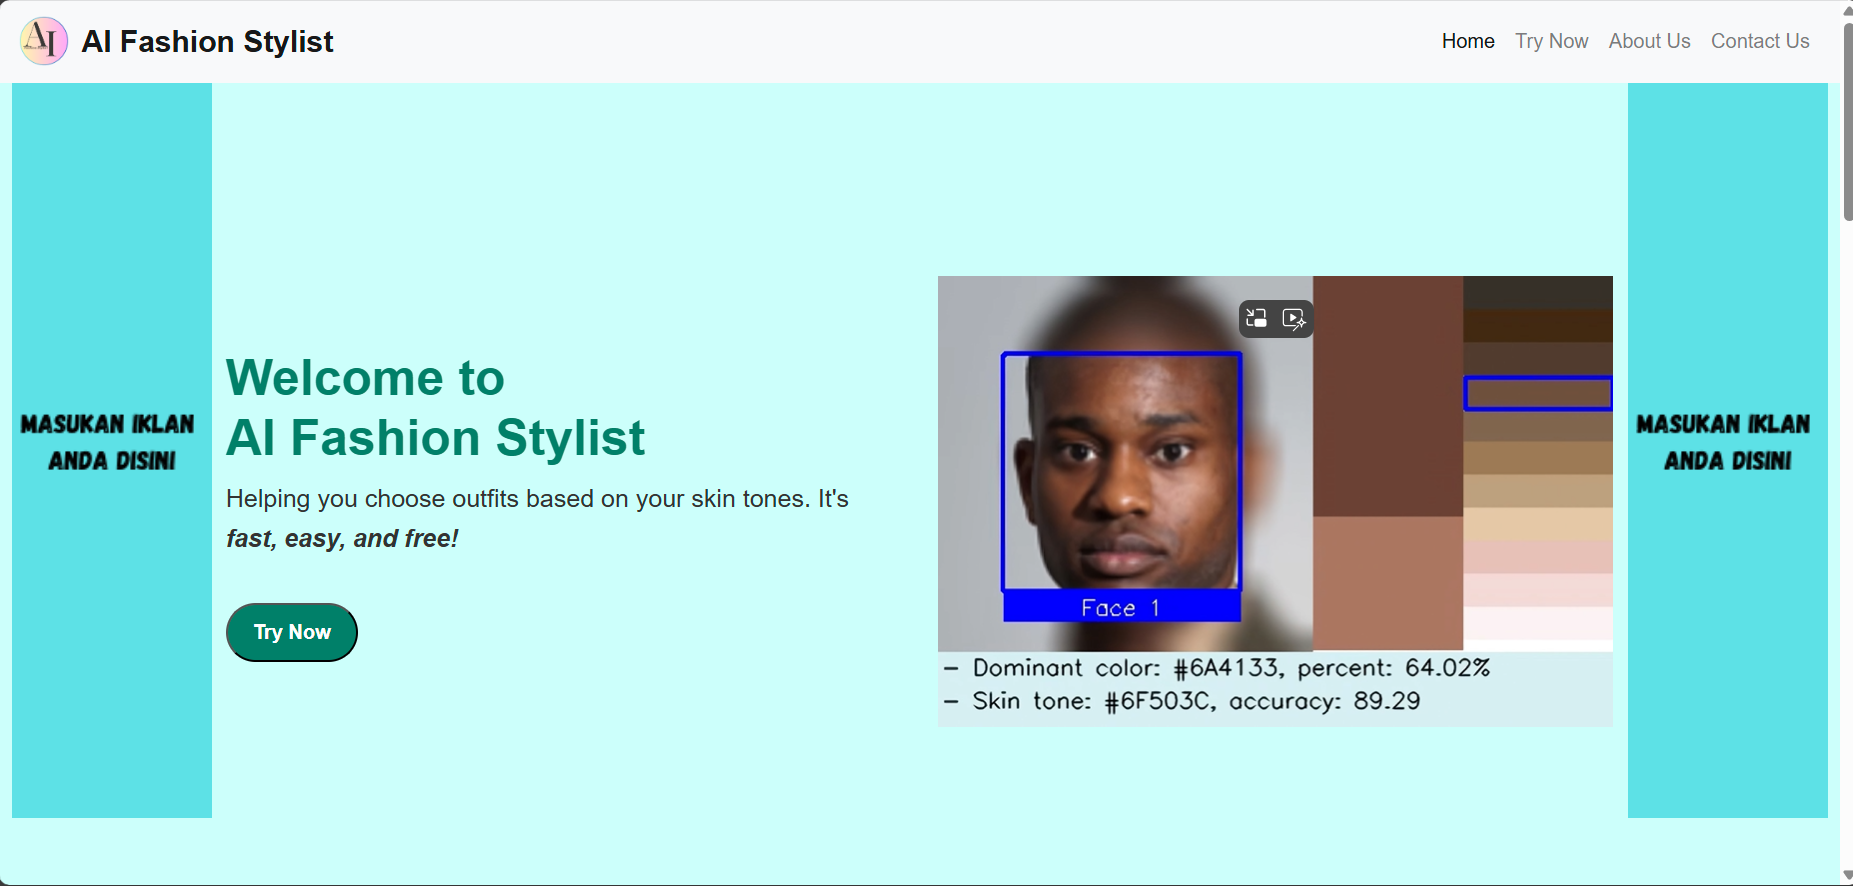 AI
AI Fashion Stylist
Home
Try Now
About Us
Contact Us
MASUKAN IKLAN
ANDA DISINI
Welcome to
AI Fashion Stylist
Helping you choose outfits based on your skin tones. It's
fast, easy, and free!
Try Now
Face 1
- Dominant color: #6A4133, percent: 64.02%
- Skin tone: #6F503C, accuracy: 89.29
MASUKAN IKLAN
ANDA DISINI